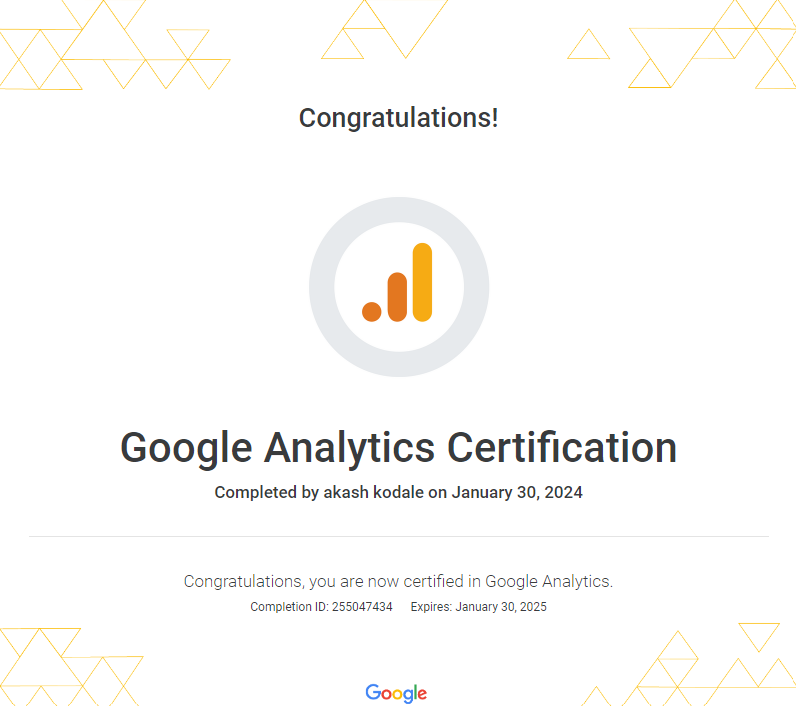 Congratulations!
Google Analytics Certification
Completed by akash kodale on January 30, 2024
Congratulations, you are now certified in Google Analytics.
Completion ID: 255047434 Expires: January 30, 2025
Google